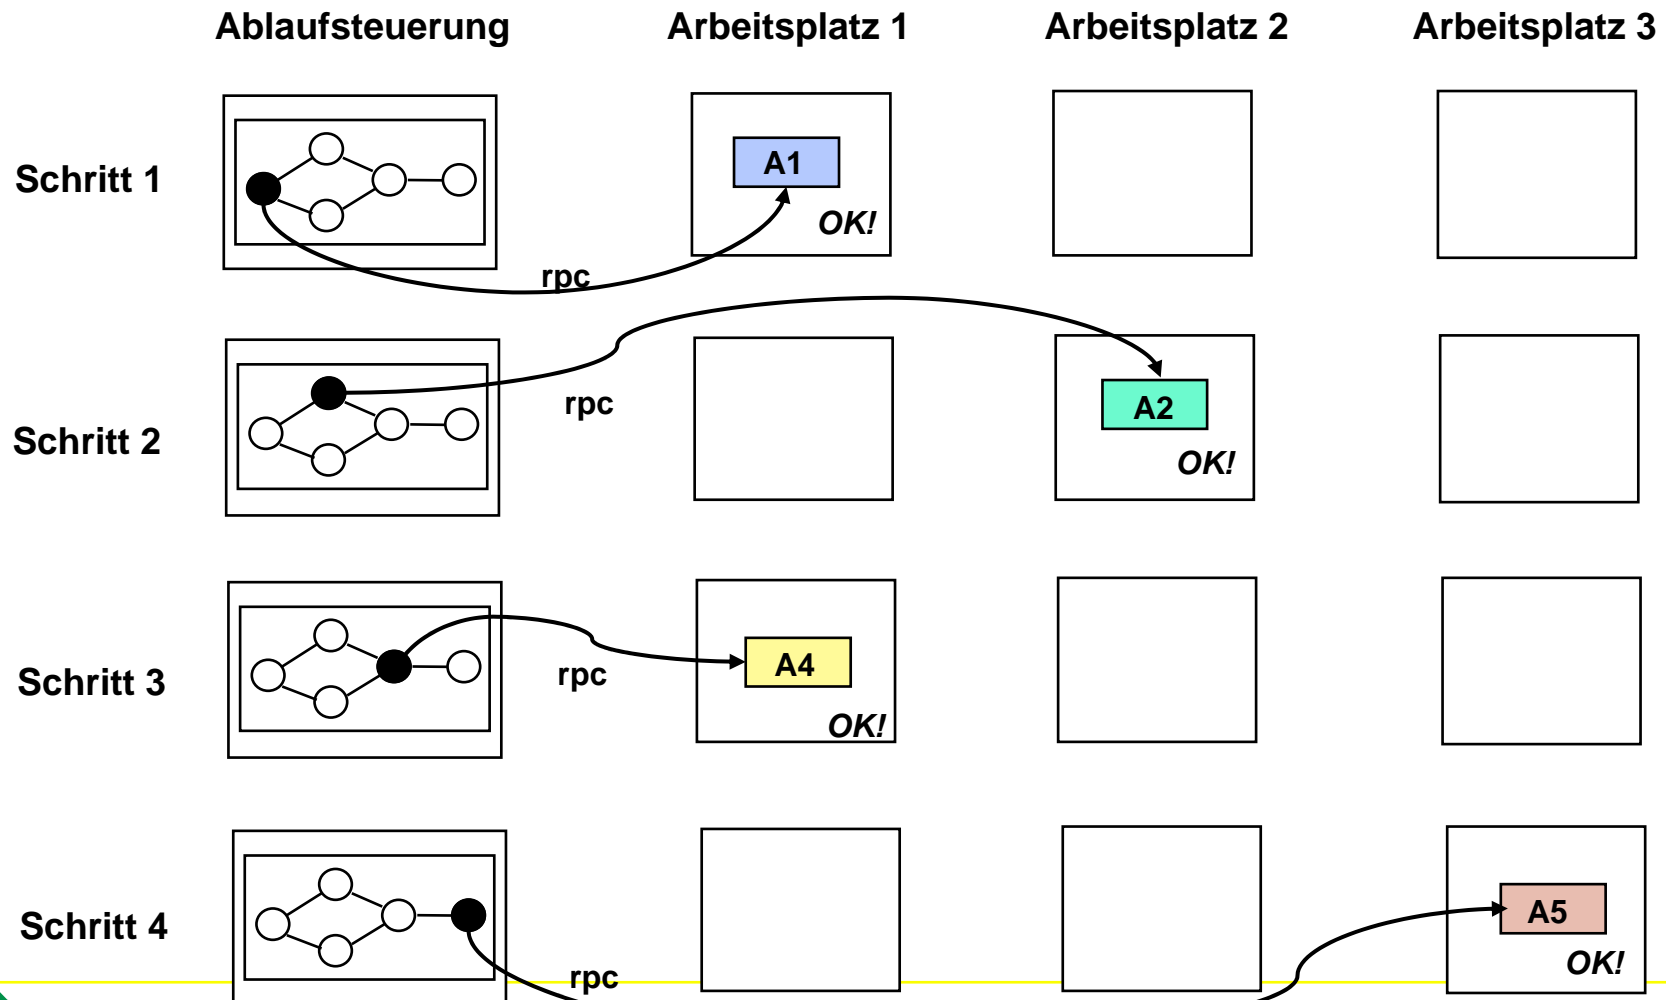 Ablaufsteuerung Arbeitsplatz 1 Arbeitsplatz 2 Arbeitsplatz 3
Schritt 1
A1
OK!
rpc
Schritt 2
rpc
A2
OK!
Schritt 3
rpc
A4
OK!
Schritt 4
rpc
A5
OK!